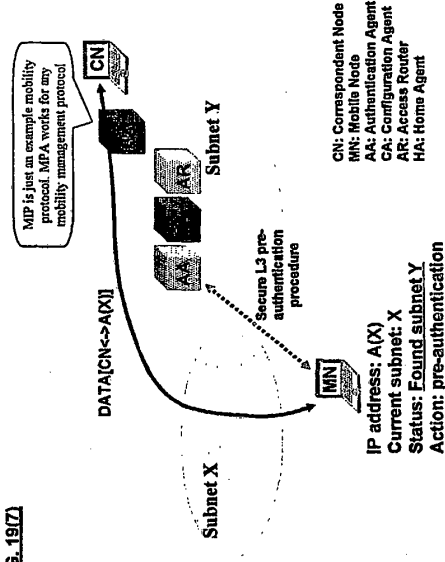 G. 19(7)
MIP is just an example mobility
protocol. MPA works for any
mobility management protocol
CN
DATA[CN<->A(X)]
AA
AR
Subnet Y
Subnet X
Secure L3 pre-
authentication
procedure
MN
IP address: A(X)
Current subnet: X
Status: Found subnet Y
Action: pre-authentication
CN: Correspondent Node
MN: Mobile Node
AA: Authentication Agent
CA: Configuration Agent
AR: Access Router
HA: Home Agent